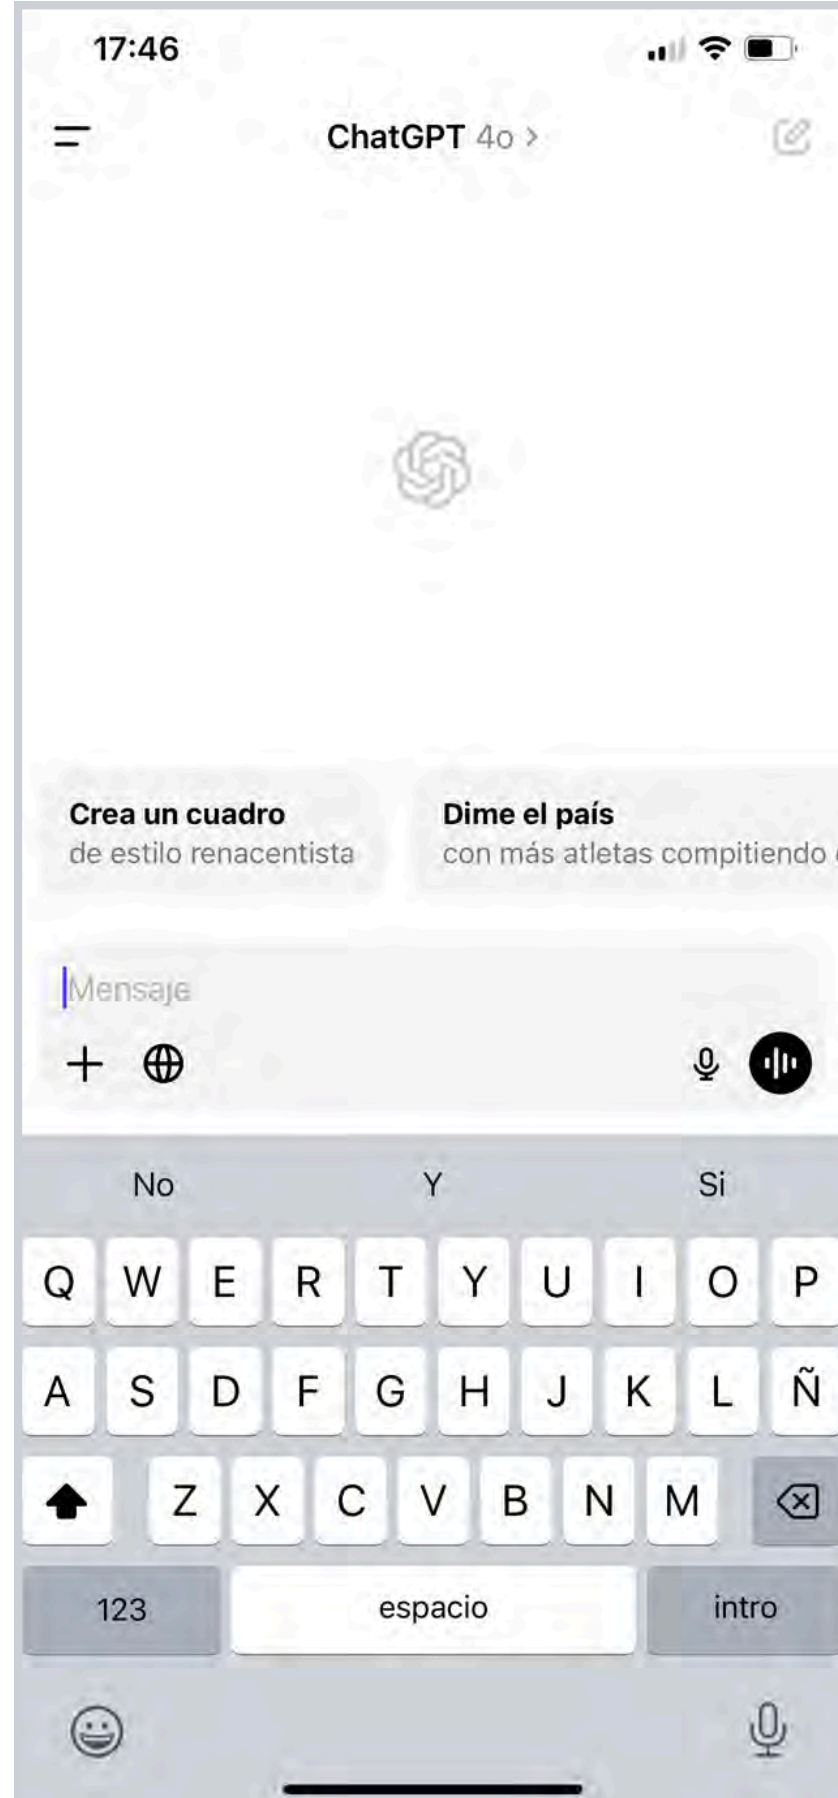 17:46
ChatGPT 4o >
Crea un cuadro
de estilo renacentista
Dime el país
con más atletas compitiendo
Mensaje
No Y Si
Q W E R T Y U I O P
A S D F G H J K L Ñ
Z X C V B N M
123 espacio intro